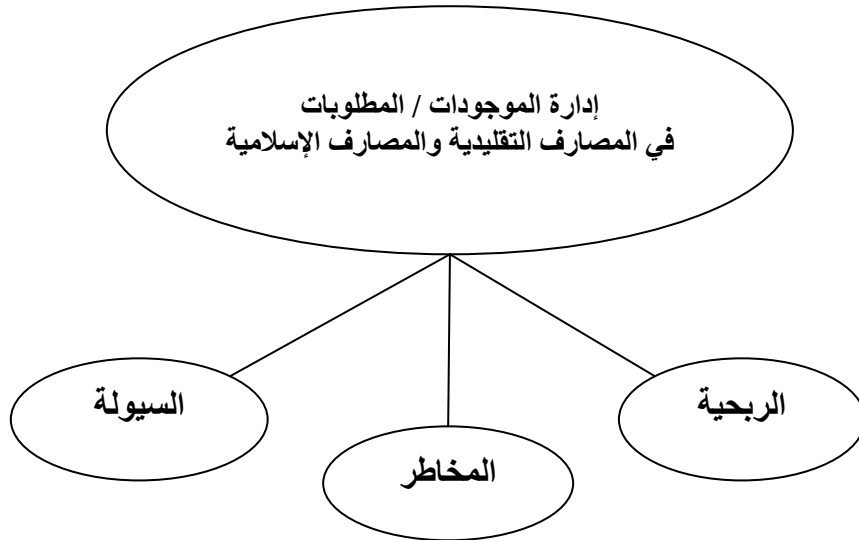 إدارة الموجودات / المطلوبات
في المصارف التقليدية والمصارف الإسلامية
الربحية
السيولة
المخاطر